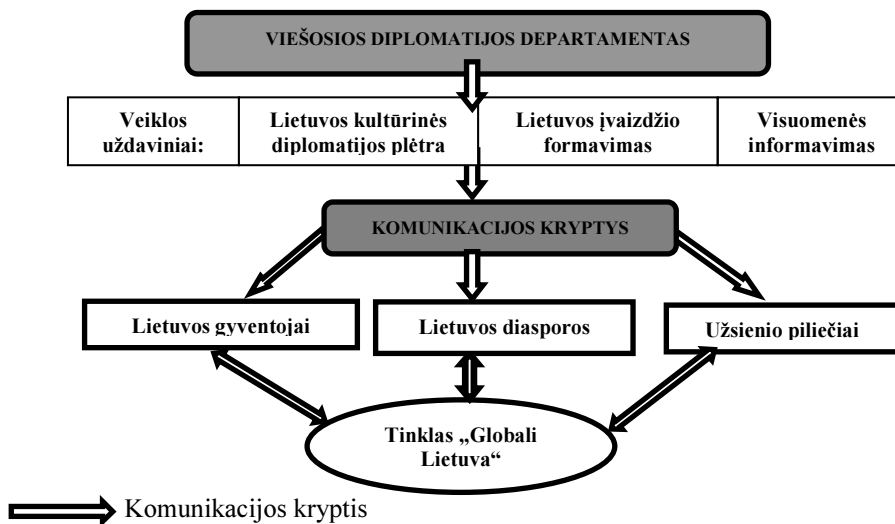 VIEŠOSIOS DIPLOMATIJOS DEPARTAMENTAS
Veiklos
uždaviniai:
Lietuvos kultūrinės
diplomatijos plėtra
Lietuvos įvaizdžio
formavimas
Visuomenės
informavimas
KOMUNIKACIJOS KRYPTYS
Lietuvos gyventojai
Lietuvos diasporos
Užsienio piliečiai
Tinklas „Globali
Lietuva“
Komunikacijos kryptis